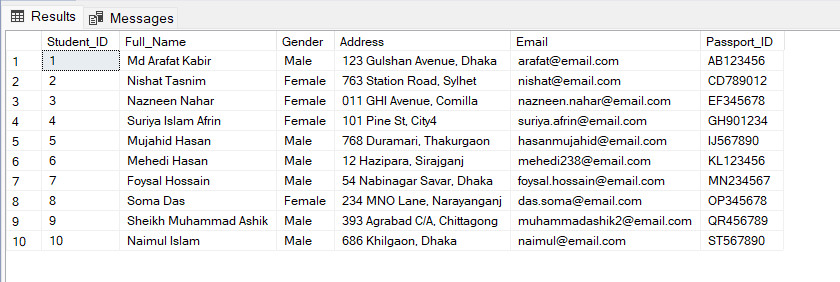 Results Messages
Student_ID Full_Name Gender Address Email Passport_ID
1 1 Md Arafat Kabir Male 123 Gulshan Avenue, Dhaka arafat@email.com AB123456
2 2 Nishat Tasnim Female 763 Station Road, Sylhet nishat@email.com CD789012
3 3 Nazneen Nahar Female 011 GHI Avenue, Comilla nazneen.nahar@email.com EF345678
4 4 Suriya Islam Afrin Female 101 Pine St, City4 suriya.afrin@email.com GH901234
5 5 Mujahid Hasan Male 768 Duramari, Thakurgaon hasanmujahid@email.com IJ567890
6 6 Mehedi Hasan Male 12 Hazipara, Sirajganj mehedi238@email.com KL123456
7 7 Foysal Hossain Male 54 Nabinagar Savar, Dhaka foysal.hossain@email.com MN234567
8 8 Soma Das Female 234 MNO Lane, Narayanganj das.soma@email.com OP345678
9 9 Sheikh Muhammad Ashik Male 393 Agrabad C/A, Chittagong muhammadashik2@email.com QR456789
10 10 Naimul Islam Male 686 Khilgaon, Dhaka naimul@email.com ST567890